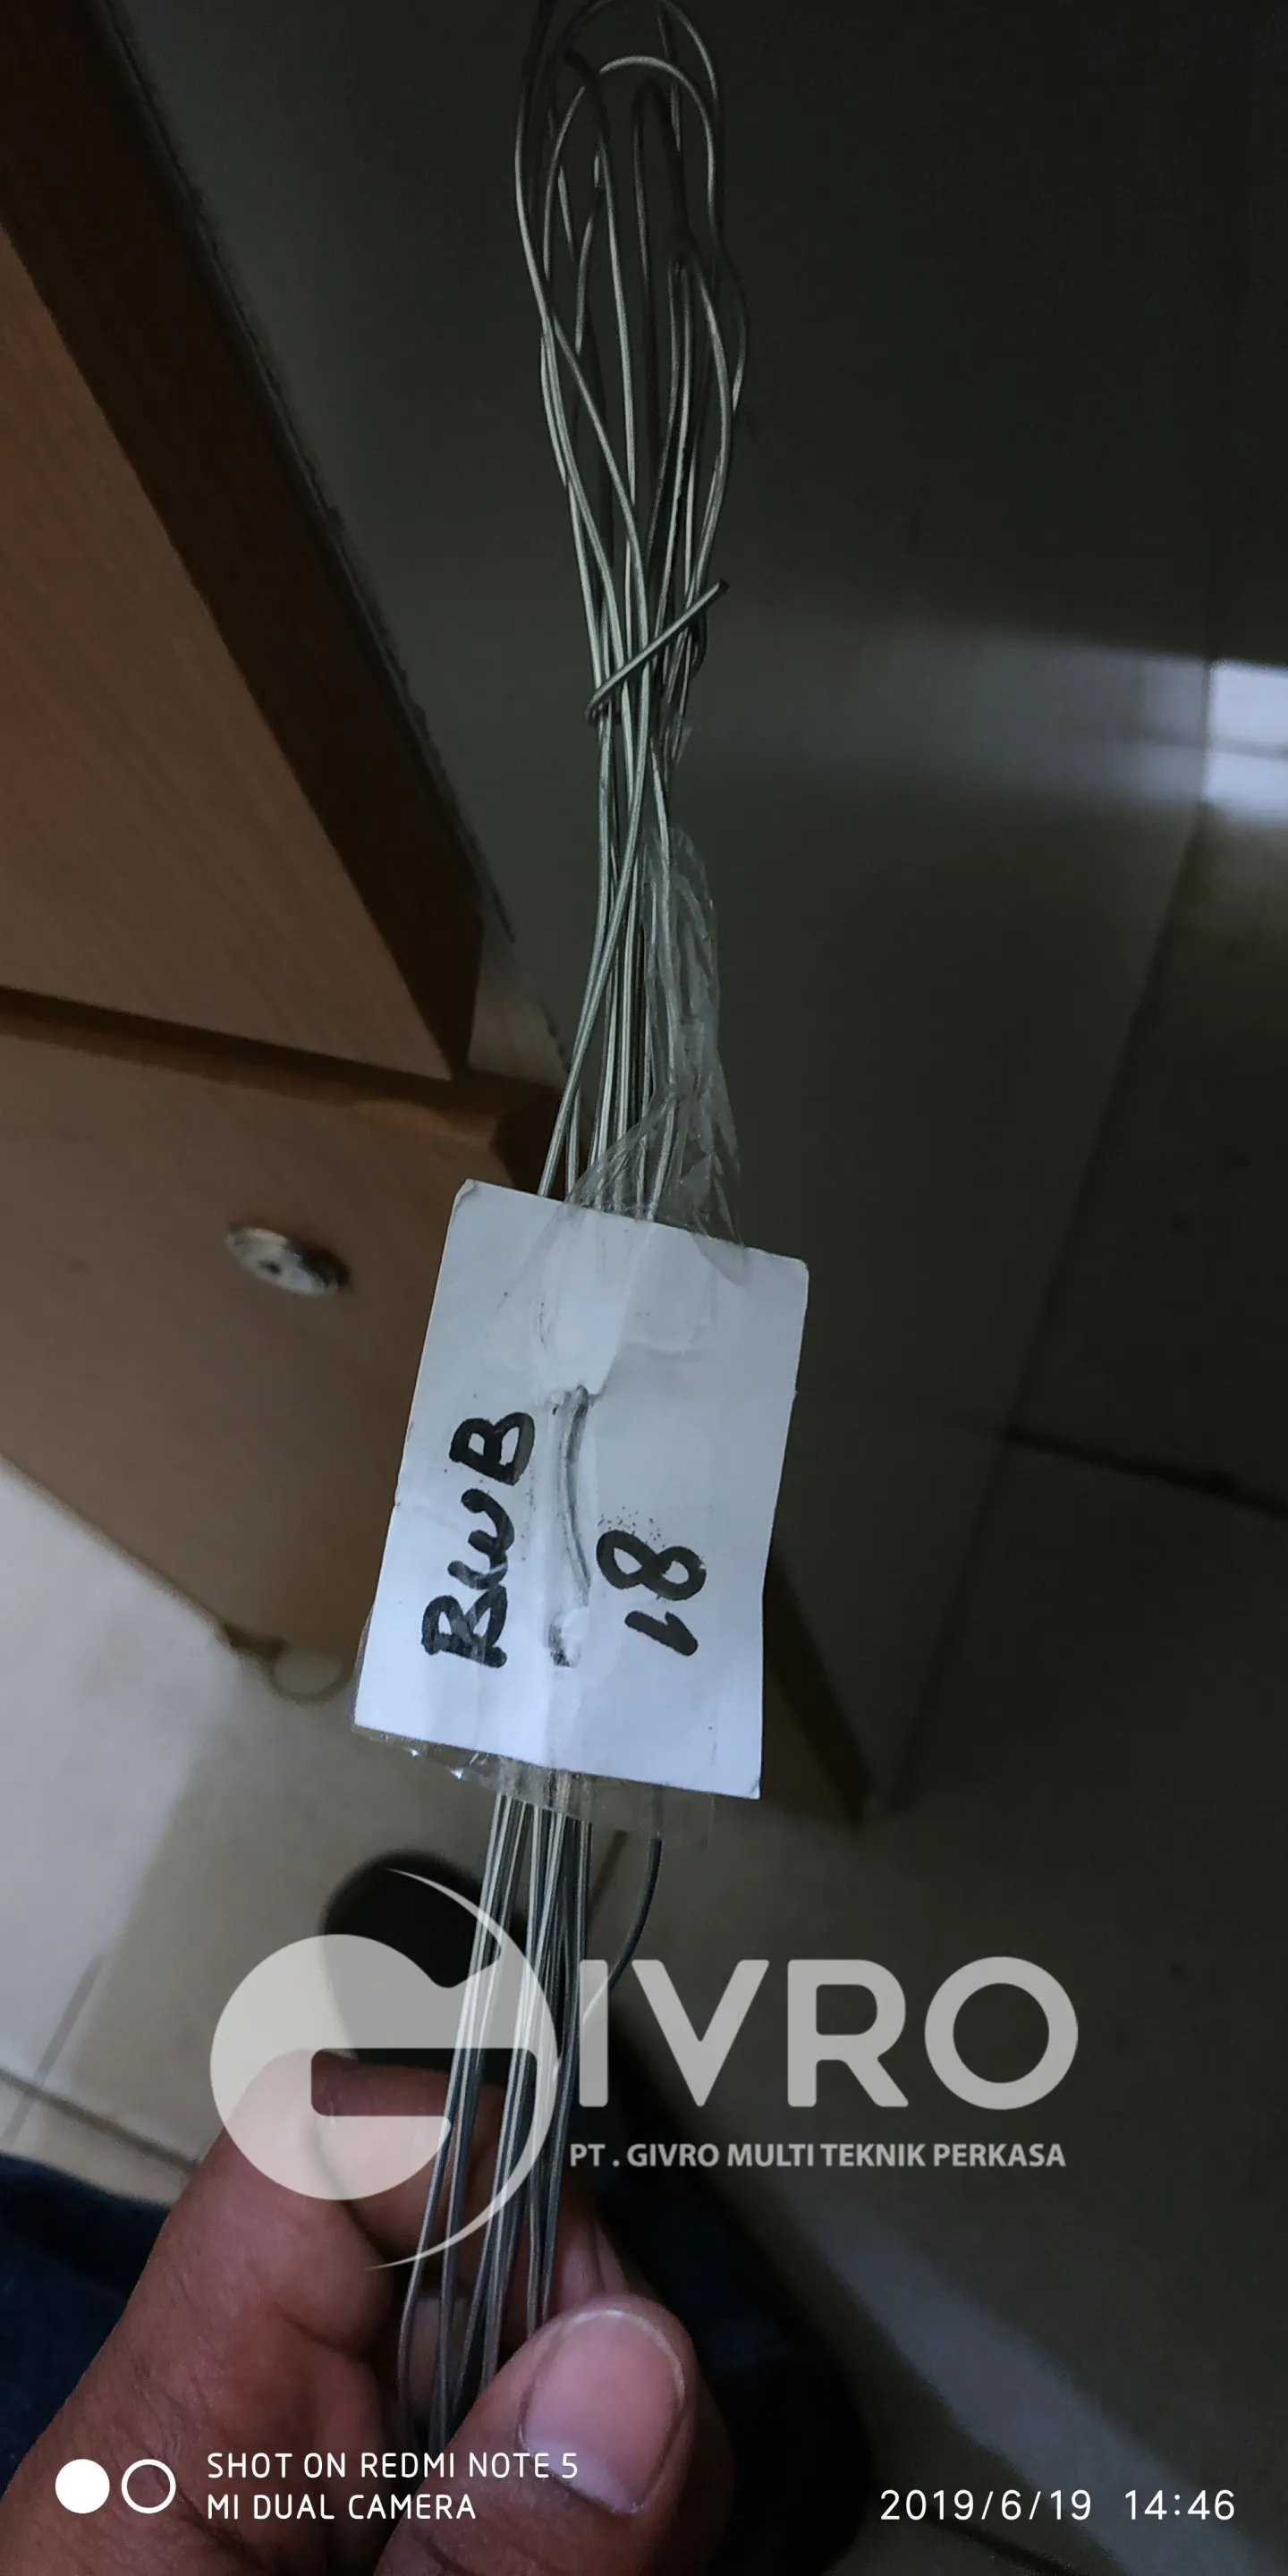 BWB
18
GIVRO
PT. GIVRO MULTI TEKNIK PERKASA
SHOT ON REDMI NOTE 5
MI DUAL CAMERA
2019/6/19 14:46